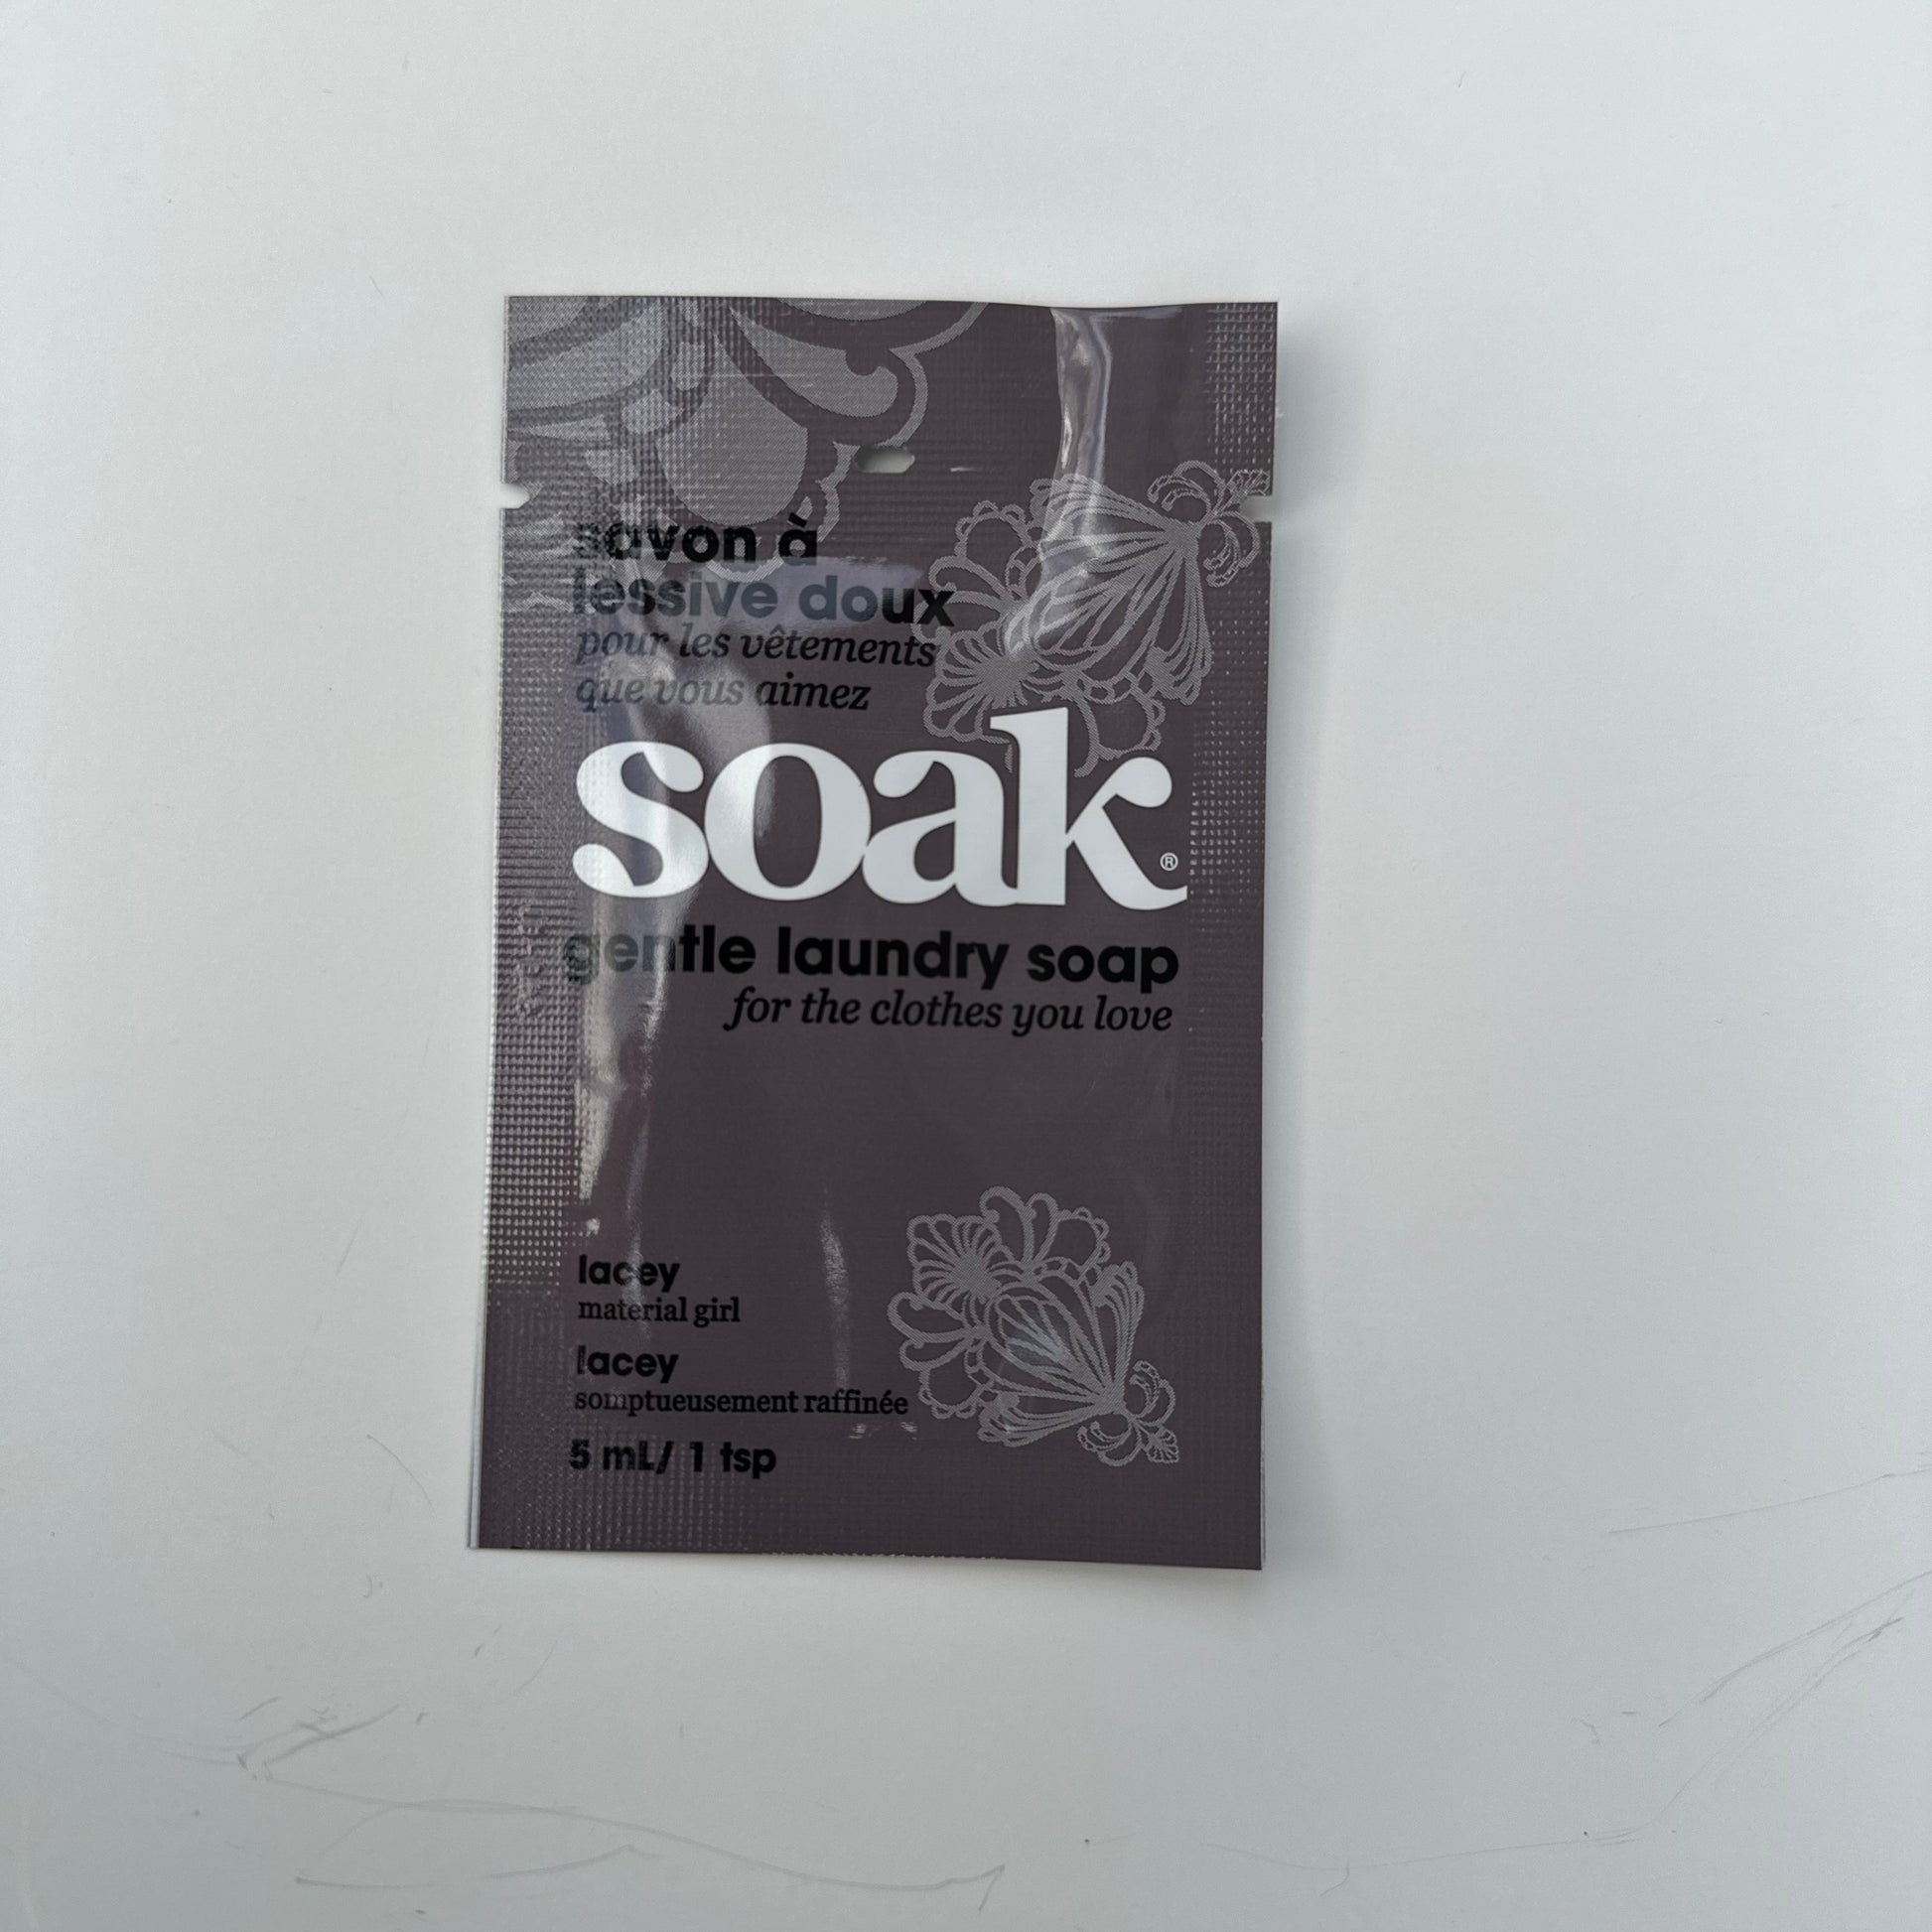 savon à
lessive doux
pour les vêtements
que vous aimez
soak®
gentle laundry soap
for the clothes you love
lacey
material girl
lacey
somptueusement raffinée
5 mL/ 1 tsp